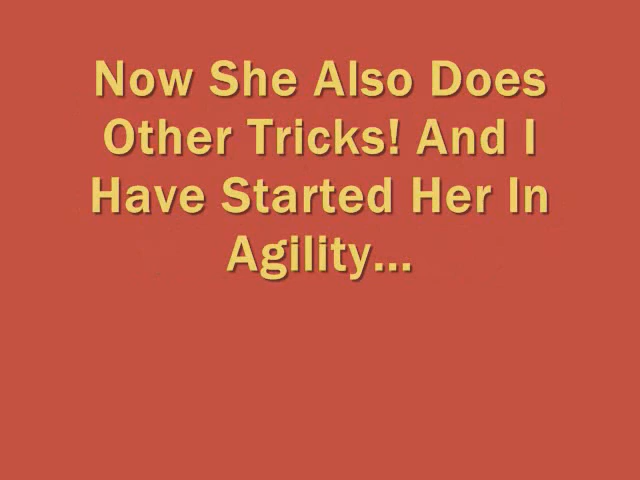 Now She Also Does
Other Tricks! And I
Have Started Her In
Agility...